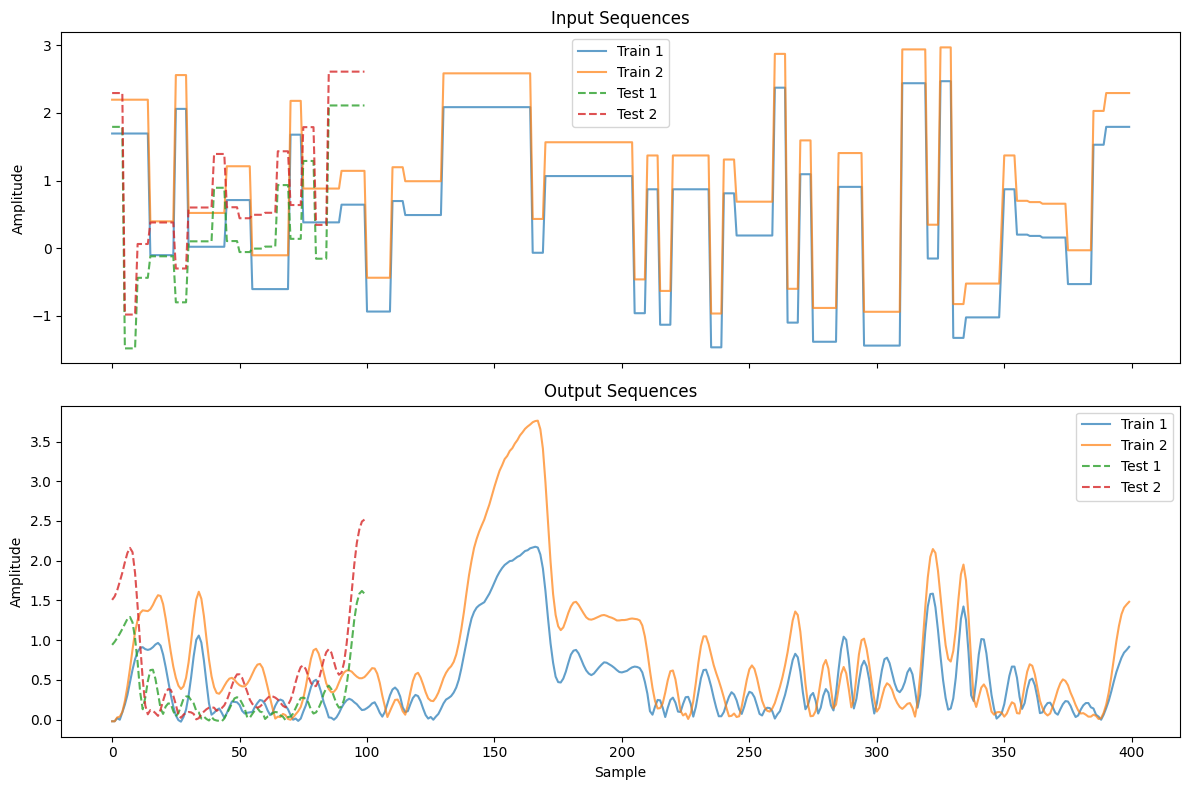 Input Sequences
Train 1
Train 2
Test 1
Test 2
3
2
1
0
−1
Amplitude
Output Sequences
Train 1
Train 2
Test 1
Test 2
3.5
3.0
2.5
2.0
1.5
1.0
0.5
0.0
Amplitude
0 50 100 150 200 250 300 350 400
Sample